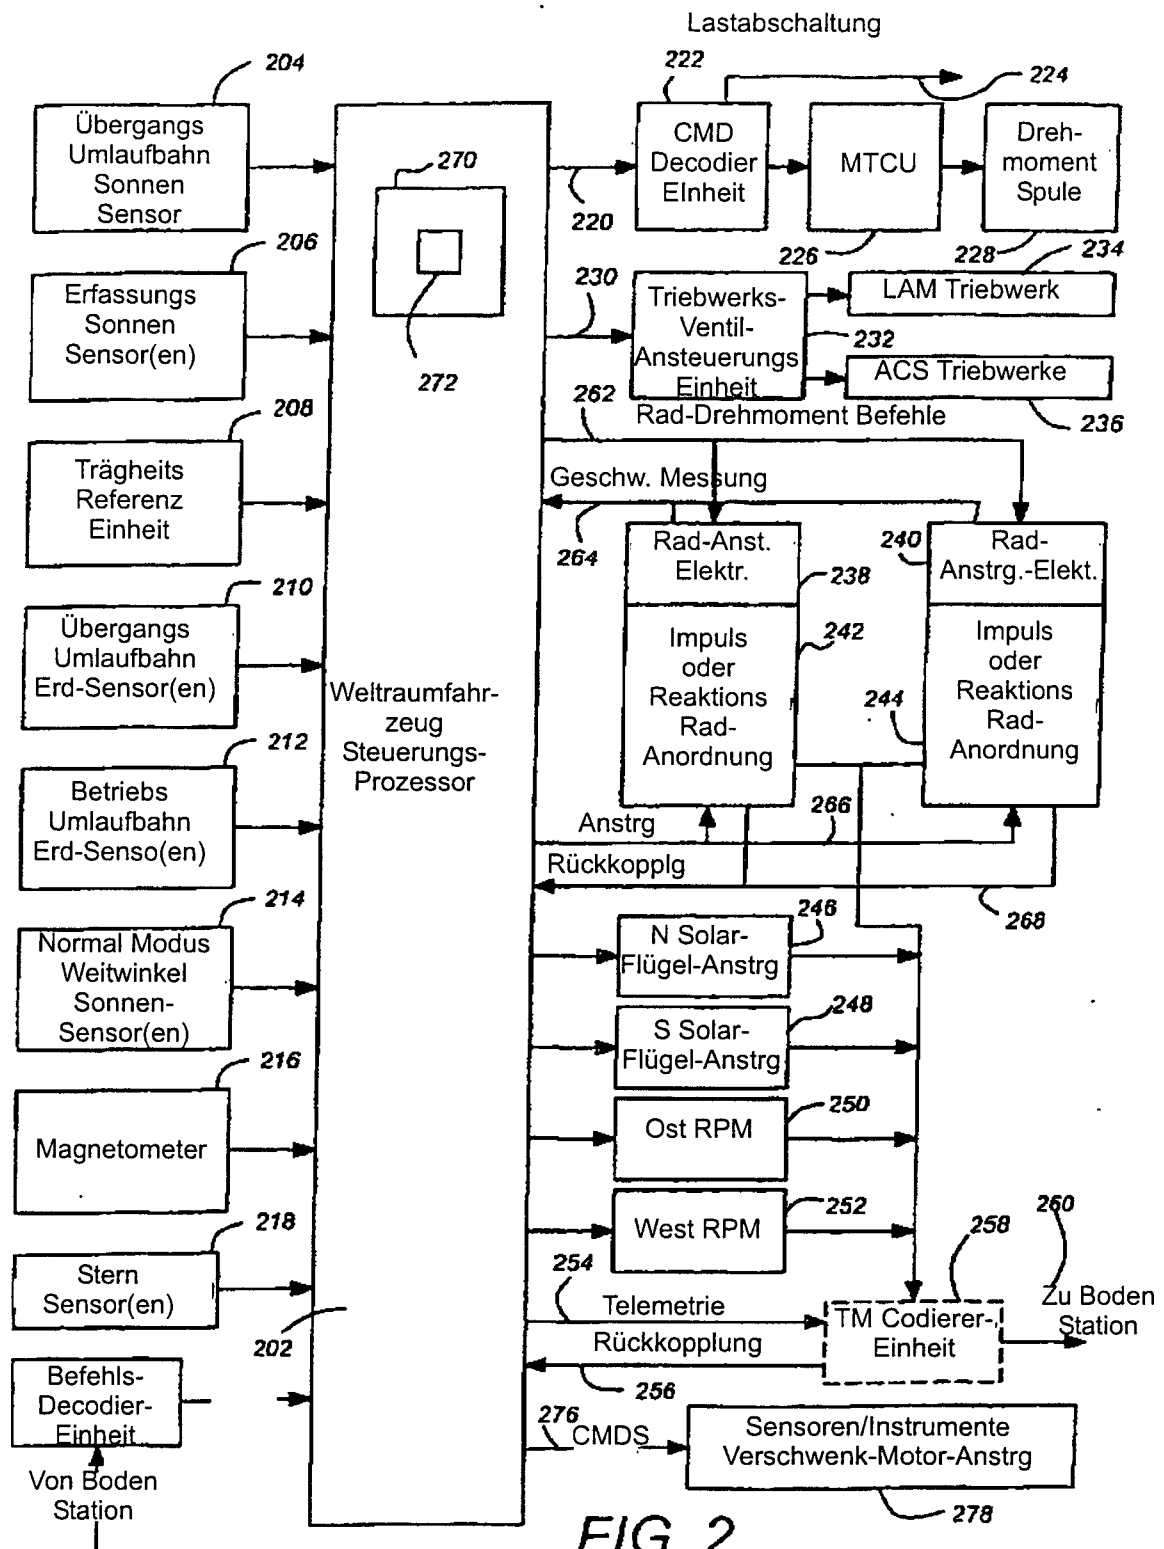 Lastabschaltung
204
222
224
Übergangs
Umlaufbahn
Sonnen
Sensor
270
CMD
Decodier
EInheit
MTCU
Dreh-
moment
Spule
220
226
228
234
206
Erfassungs
Sonnen
Sensor(en)
272
230
Triebwerks-
Ventil-
Ansteuerungs
Einheit
LAM Triebwerk
232
ACS Triebwerke
236
262
Rad-Drehmoment Befehle
208
Trägheits
Referenz
Einheit
Geschw. Messung
264
Rad-Anst.
Elektr.
238
240
Rad-
Anstrg.-Elekt.
210
Übergangs
Umlaufbahn
Erd-Sensor(en)
Weltraumfahr-
zeug
Steuerungs-
Prozessor
242
Impuls
oder
Reaktions
Rad-
Anordnung
244
Impuls
oder
Reaktions
Rad-
Anordnung
212
Betriebs
Umlaufbahn
Erd-Senso(en)
Anstrg
266
Rückkopplg
268
214
Normal Modus
Weitwinkel
Sonnen-
Sensor(en)
246
N Solar-
Flügel-Anstrg
248
S Solar-
Flügel-Anstrg
216
Magnetometer
250
Ost RPM
252
West RPM
218
Stern
Sensor(en)
202
254
Telemetrie
258
260
Zu Boden
Station
TM Codierer-
Einheit
Rückkopplung
256
Befehls-
Decodier-
Einheit
Von Boden
Station
276
CMDS
Sensoren/Instrumente
Verschwenk-Motor-Anstrg
278
FIG. 2